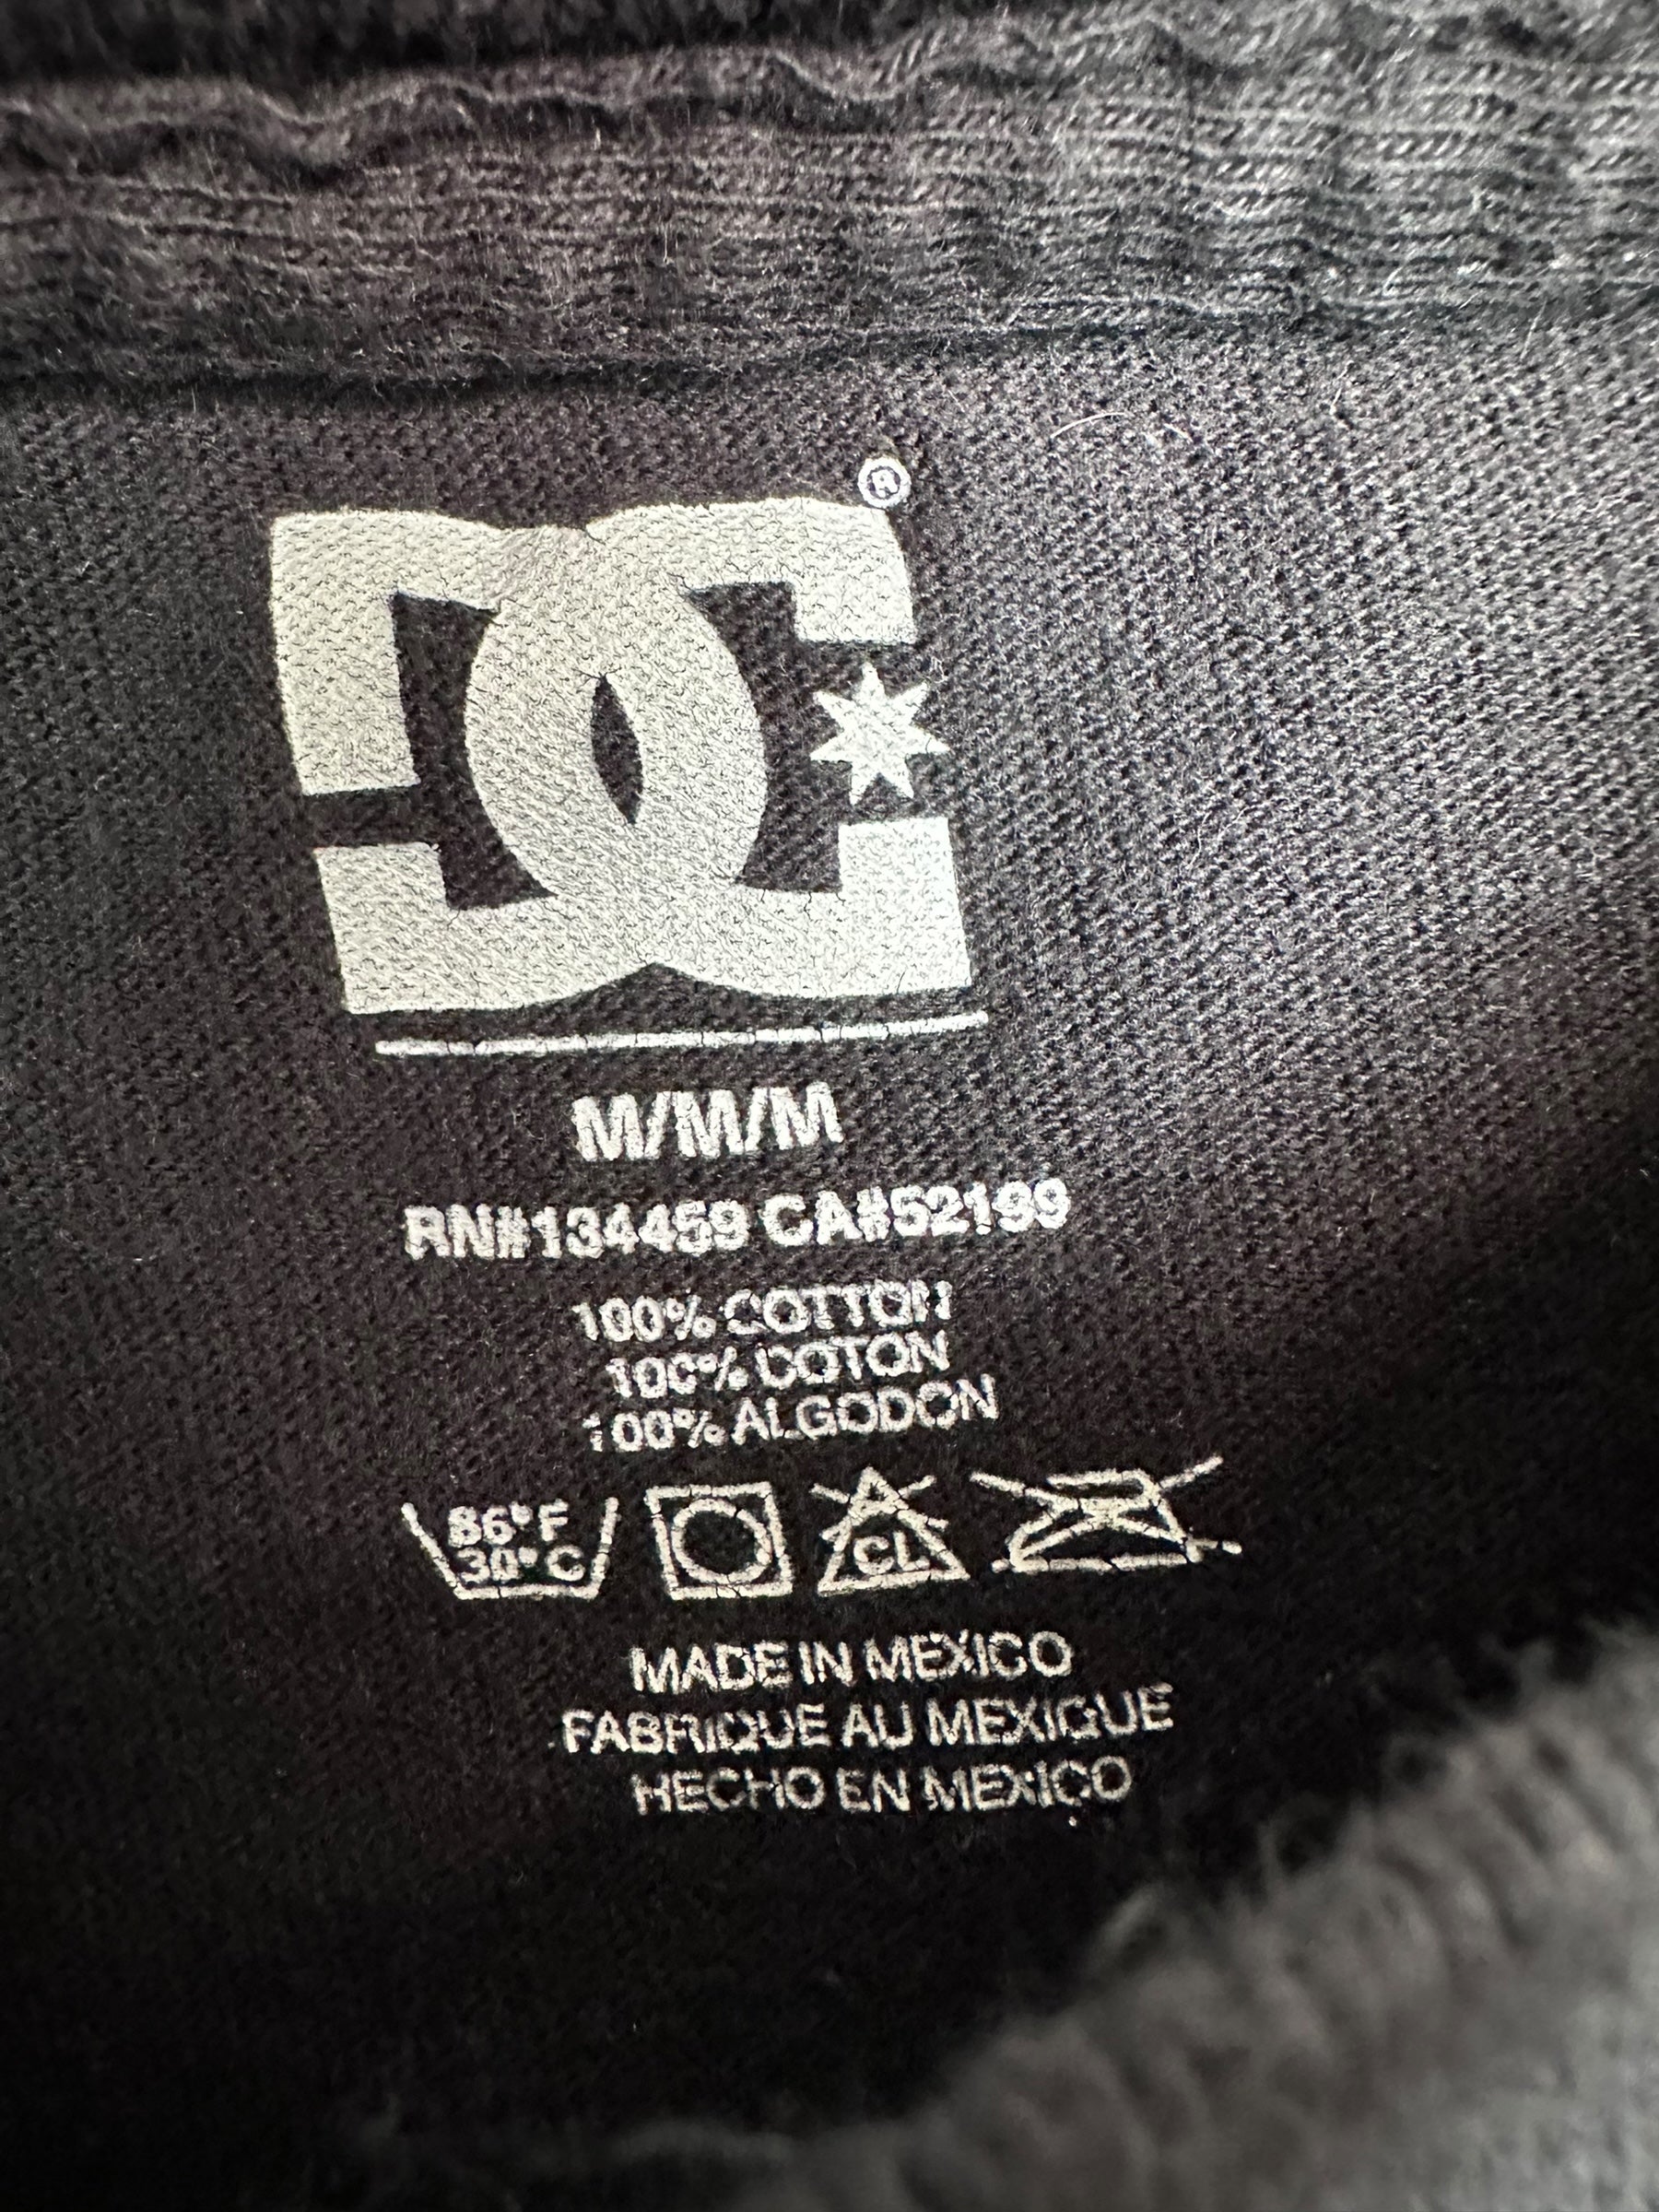 DC®
M/M/M
RN#134459 CA#52199
100% COTTON
100% COTON
100% ALGODON
86°F
30°C
CL
MADE IN MEXICO
FABRIQUE AU MEXIQUE
HECHO EN MEXICO